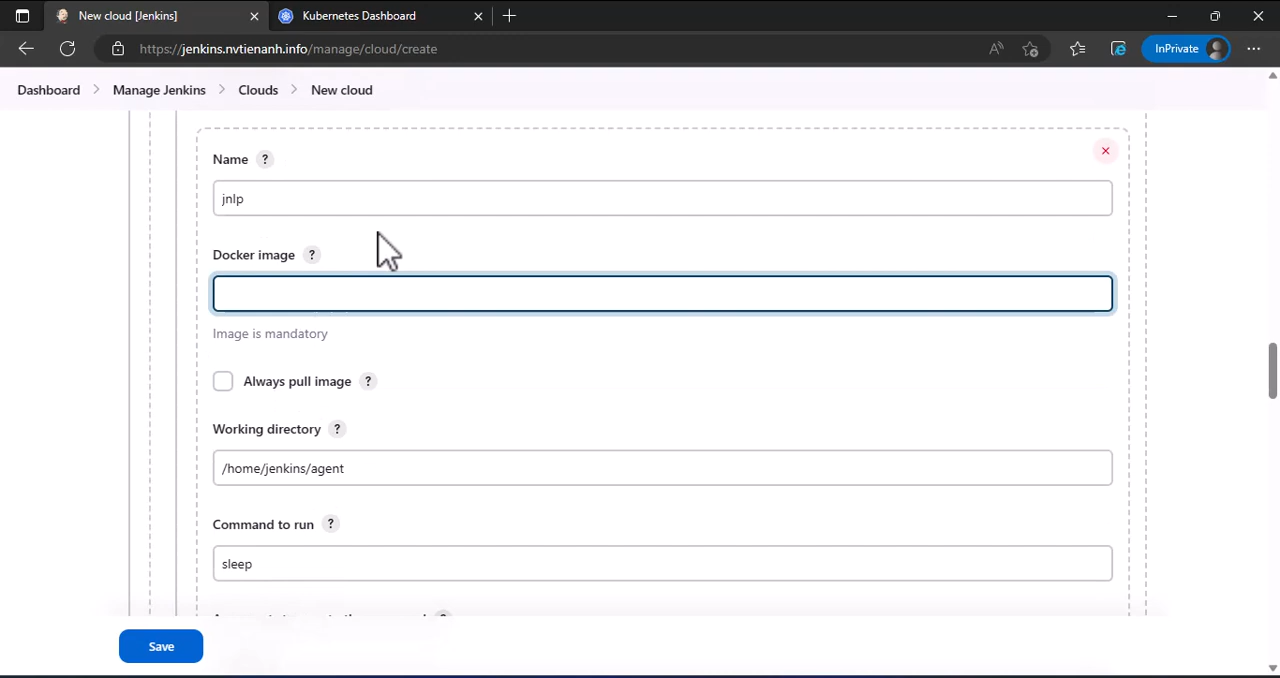 New cloud [Jenkins]
Kubernetes Dashboard
https://jenkins.nvtienanh.info/manage/cloud/create
InPrivate
Dashboard > Manage Jenkins > Clouds > New cloud
Name ?
jnlp
Docker image ?
Image is mandatory
Always pull image ?
Working directory ?
/home/jenkins/agent
Command to run ?
sleep
Save